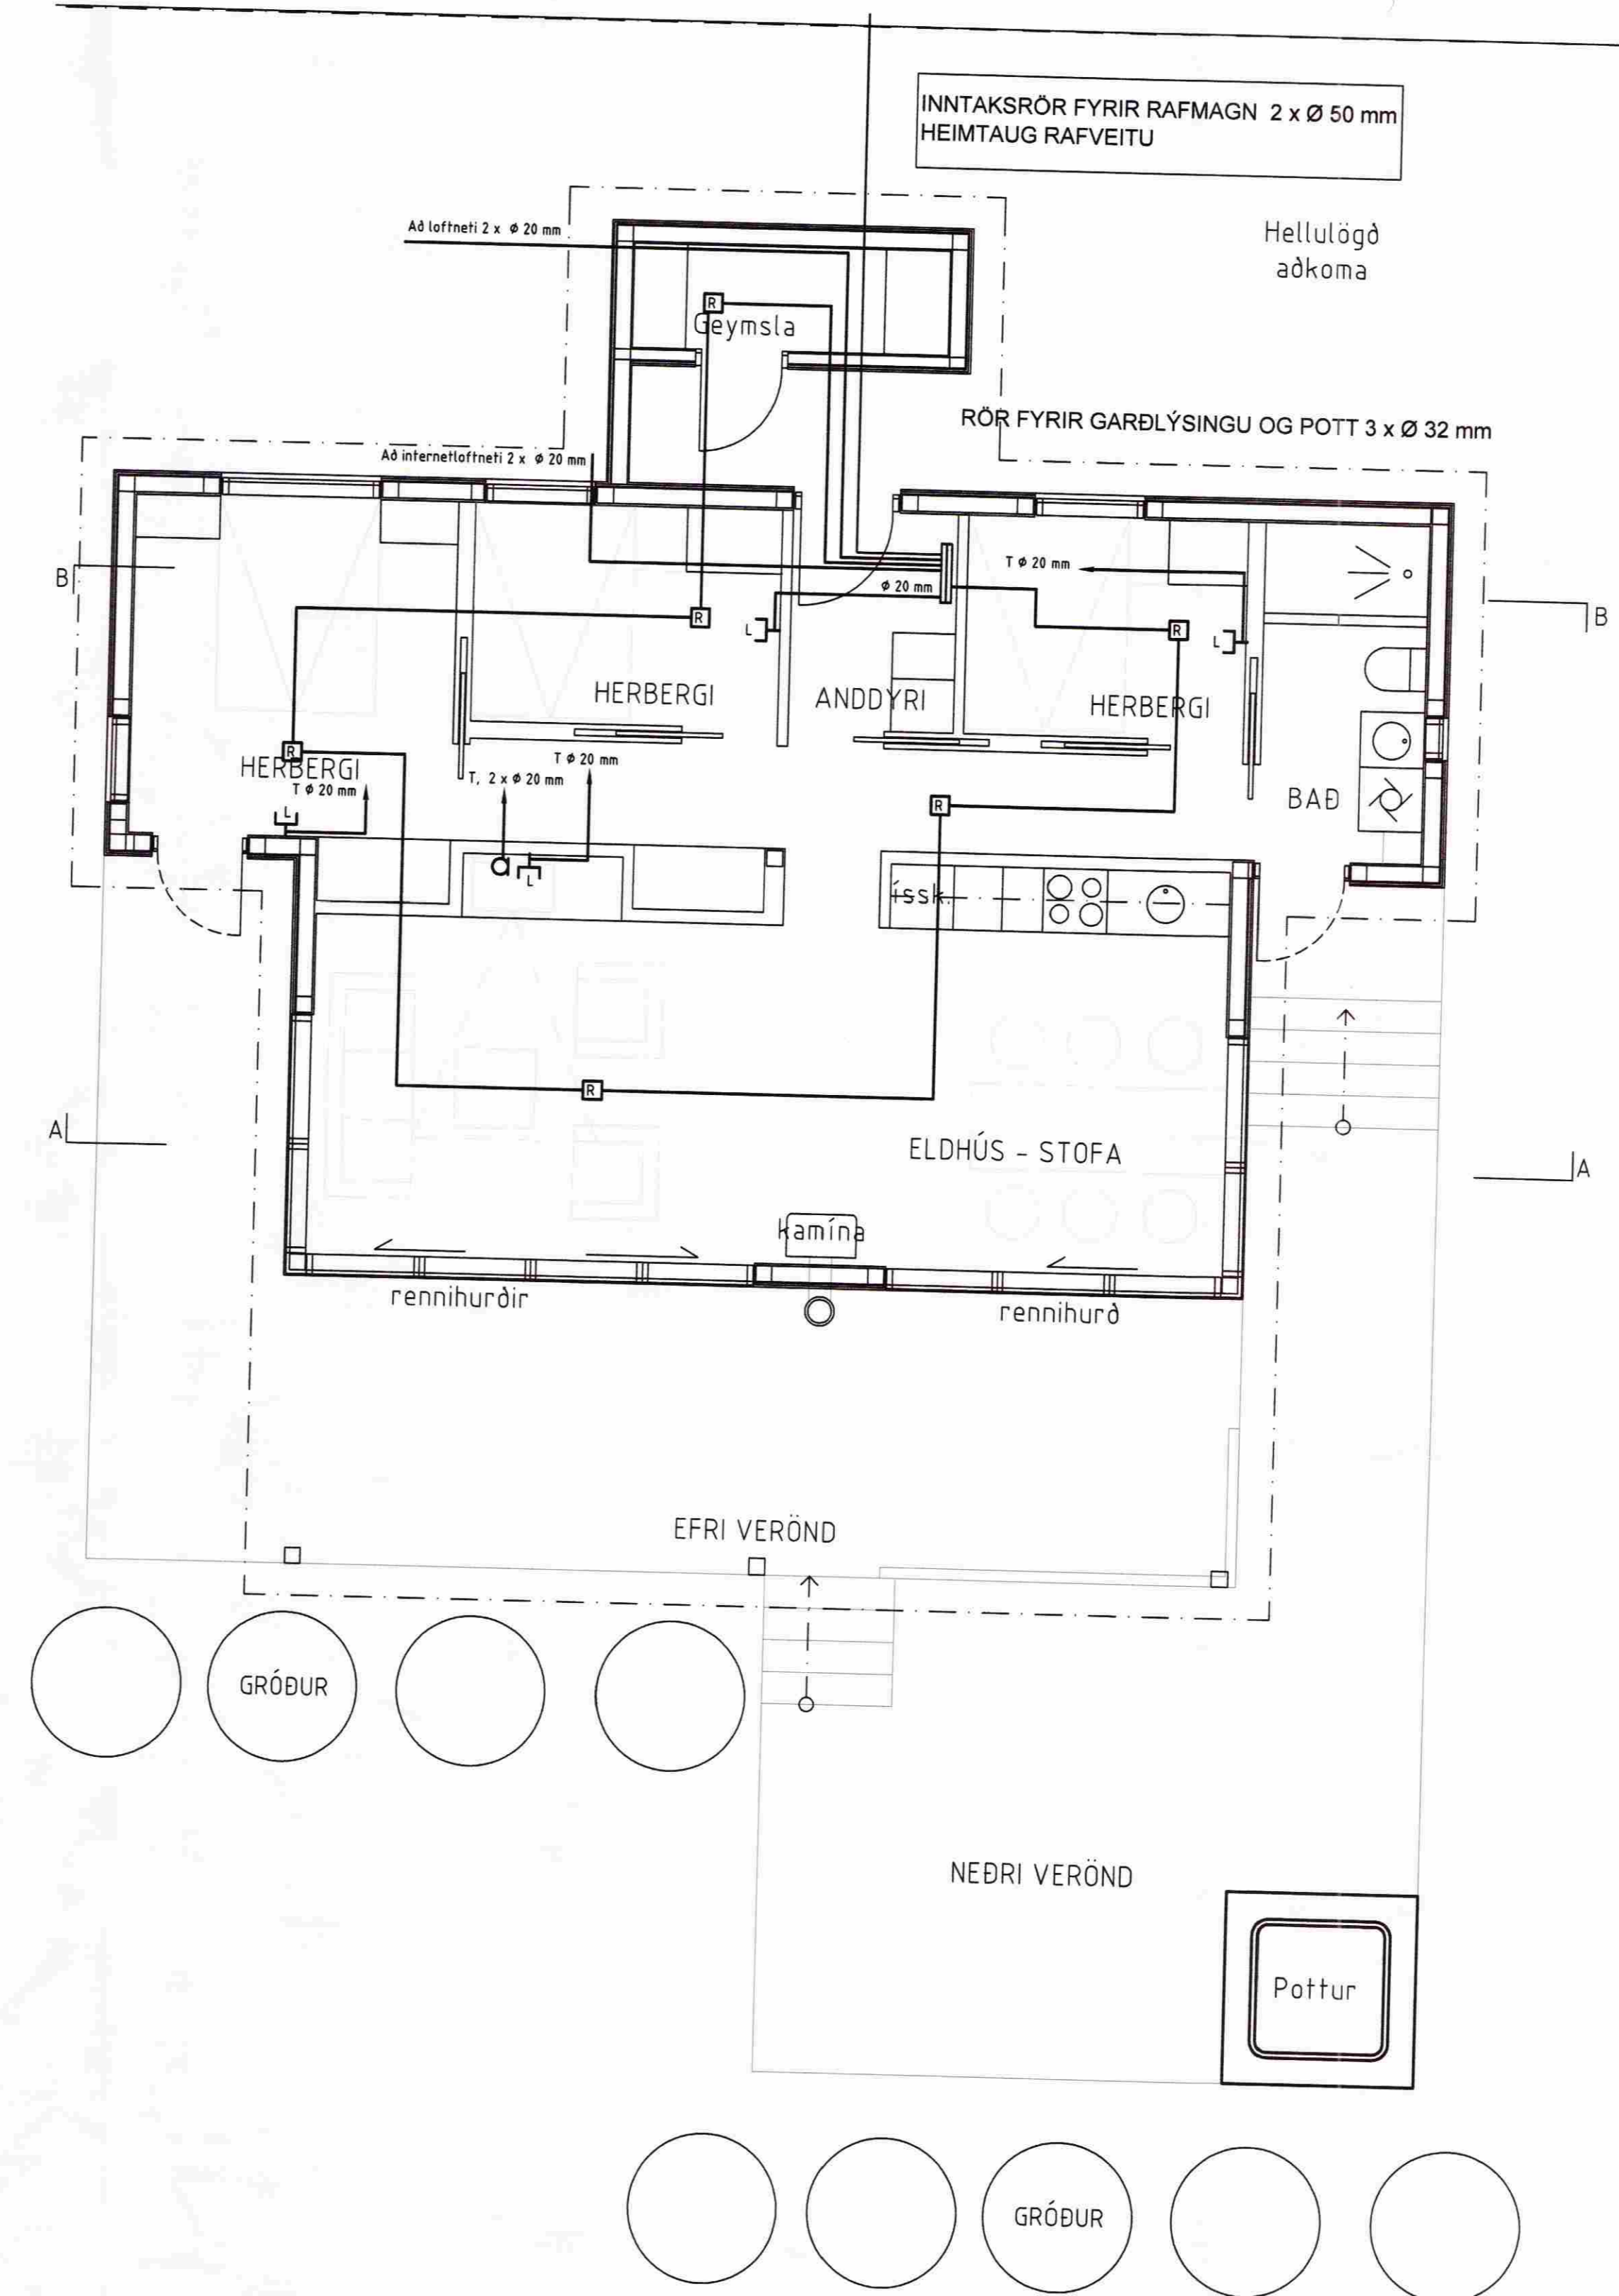 INNTAKSRÖR FYRIR RAFMAGN 2 x Ø 50 mm
HEIMTAUG RAFVEITU
Að loftneti 2 x ø 20 mm
Hellulögð
aðkoma
R
Geymsla
RÖR FYRIR GARÐLÝSINGU OG POTT 3 x Ø 32 mm
Að internetloftneti 2 x ø 20 mm
B
T ø 20 mm
ø 20 mm
B
R
L
R
L
HERBERGI
ANDDYRI
HERBERGI
R
HERBERGI
T ø 20 mm
T, 2 x ø 20 mm
T ø 20 mm
R
BAÐ
L
a
L
íssk.
R
A
ELDHÚS - STOFA
A
kamína
rennihurðir
rennihurð
EFRI VERÖND
GRÓÐUR
NEÐRI VERÖND
Pottur
GRÓÐUR